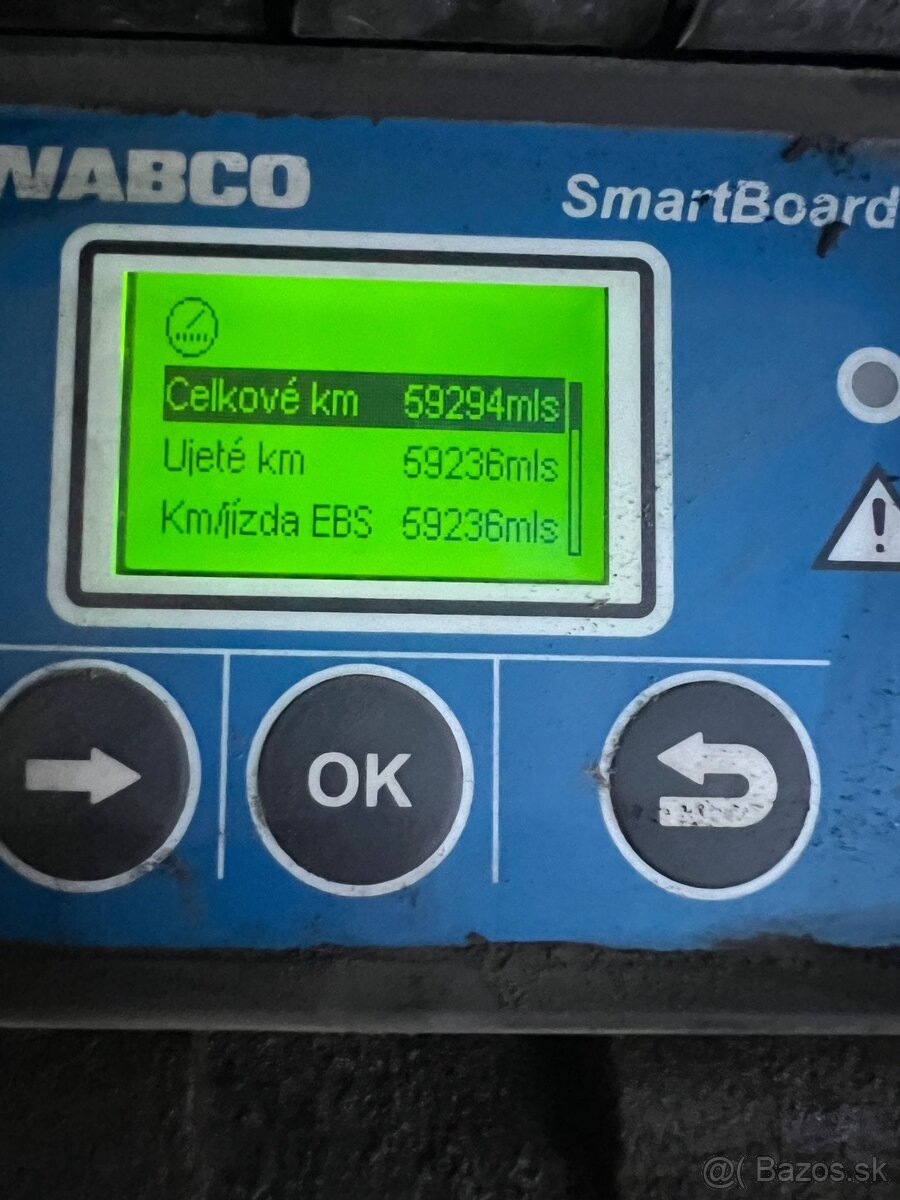 WABCO
SmartBoard
Celkové km 59294mls
Ujeté km 59236mls
Km/jízda EBS 59236mls
OK
@( Bazos.sk